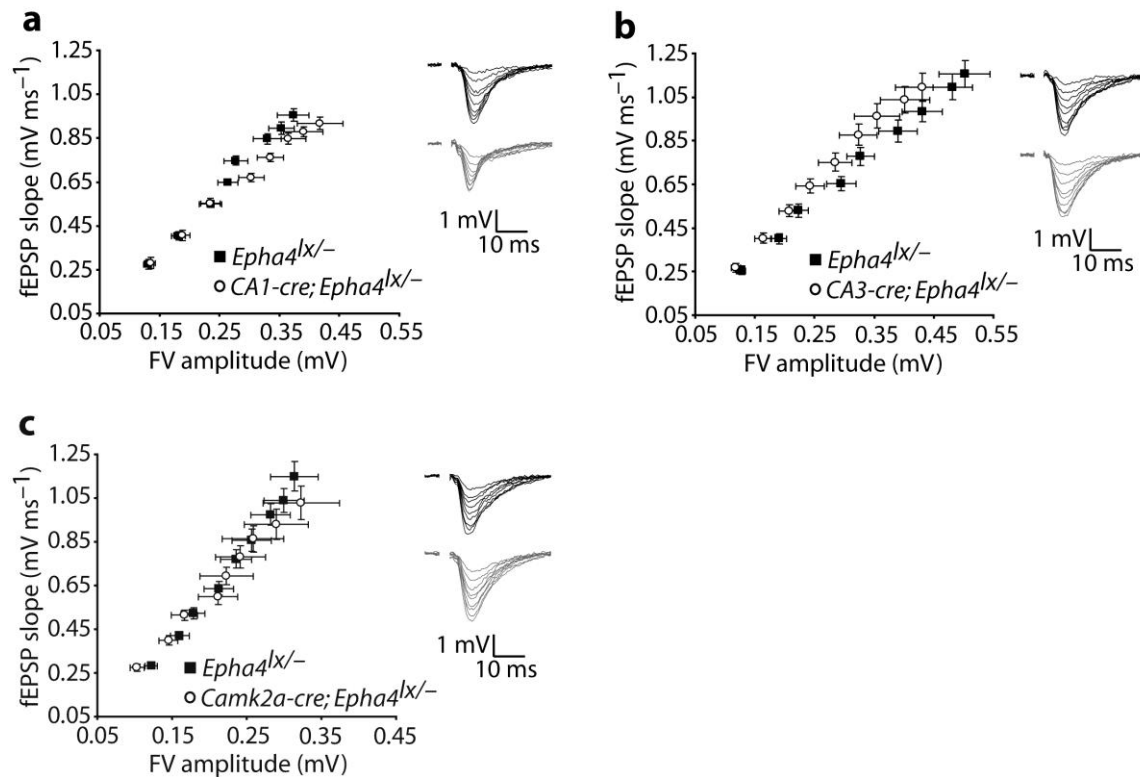 a
1.25
1.05
0.85
0.65
0.45
0.25
0.05
fEPSP slope (mV ms⁻¹)
0.05 0.15 0.25 0.35 0.45 0.55
FV amplitude (mV)
Epha4lx/–
CA1-cre; Epha4lx/–
1 mV
10 ms
b
1.25
1.05
0.85
0.65
0.45
0.25
0.05
fEPSP slope (mV ms⁻¹)
0.05 0.15 0.25 0.35 0.45 0.55
FV amplitude (mV)
Epha4lx/–
CA3-cre; Epha4lx/–
1 mV
10 ms
c
1.25
1.05
0.85
0.65
0.45
0.25
0.05
fEPSP slope (mV ms⁻¹)
0.05 0.15 0.25 0.35 0.45
FV amplitude (mV)
Epha4lx/–
Camk2a-cre; Epha4lx/–
1 mV
10 ms